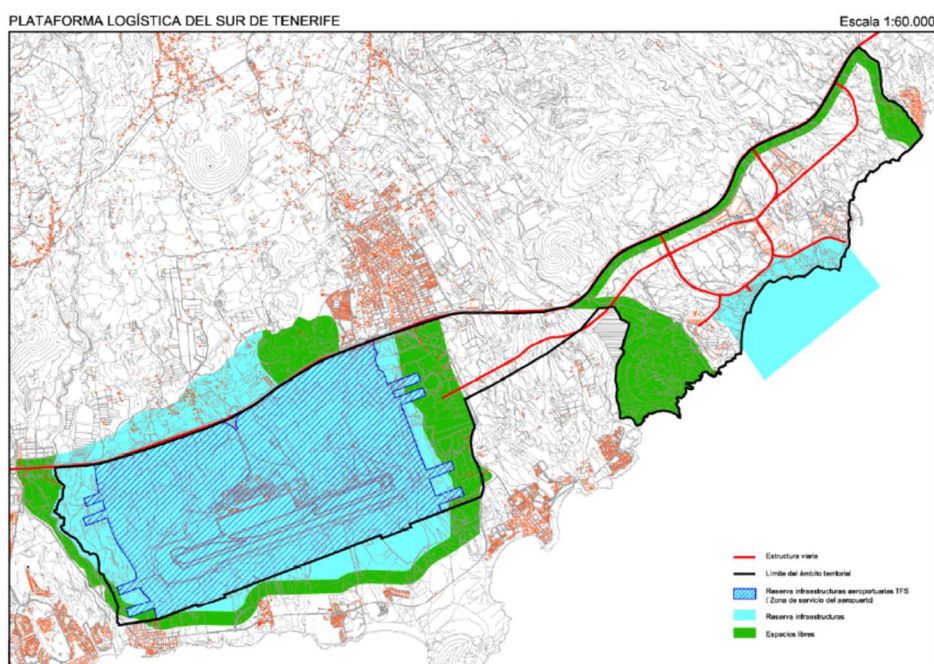 PLATAFORMA LOGÍSTICA DEL SUR DE TENERIFE
Escala 1:60.000
Estructura viaria
Límite del ámbito territorial
Reserva infraestructuras aeroportuarias TFS
( Zona de servicio del aeropuerto)
Reserva infraestructuras
Espacios libres